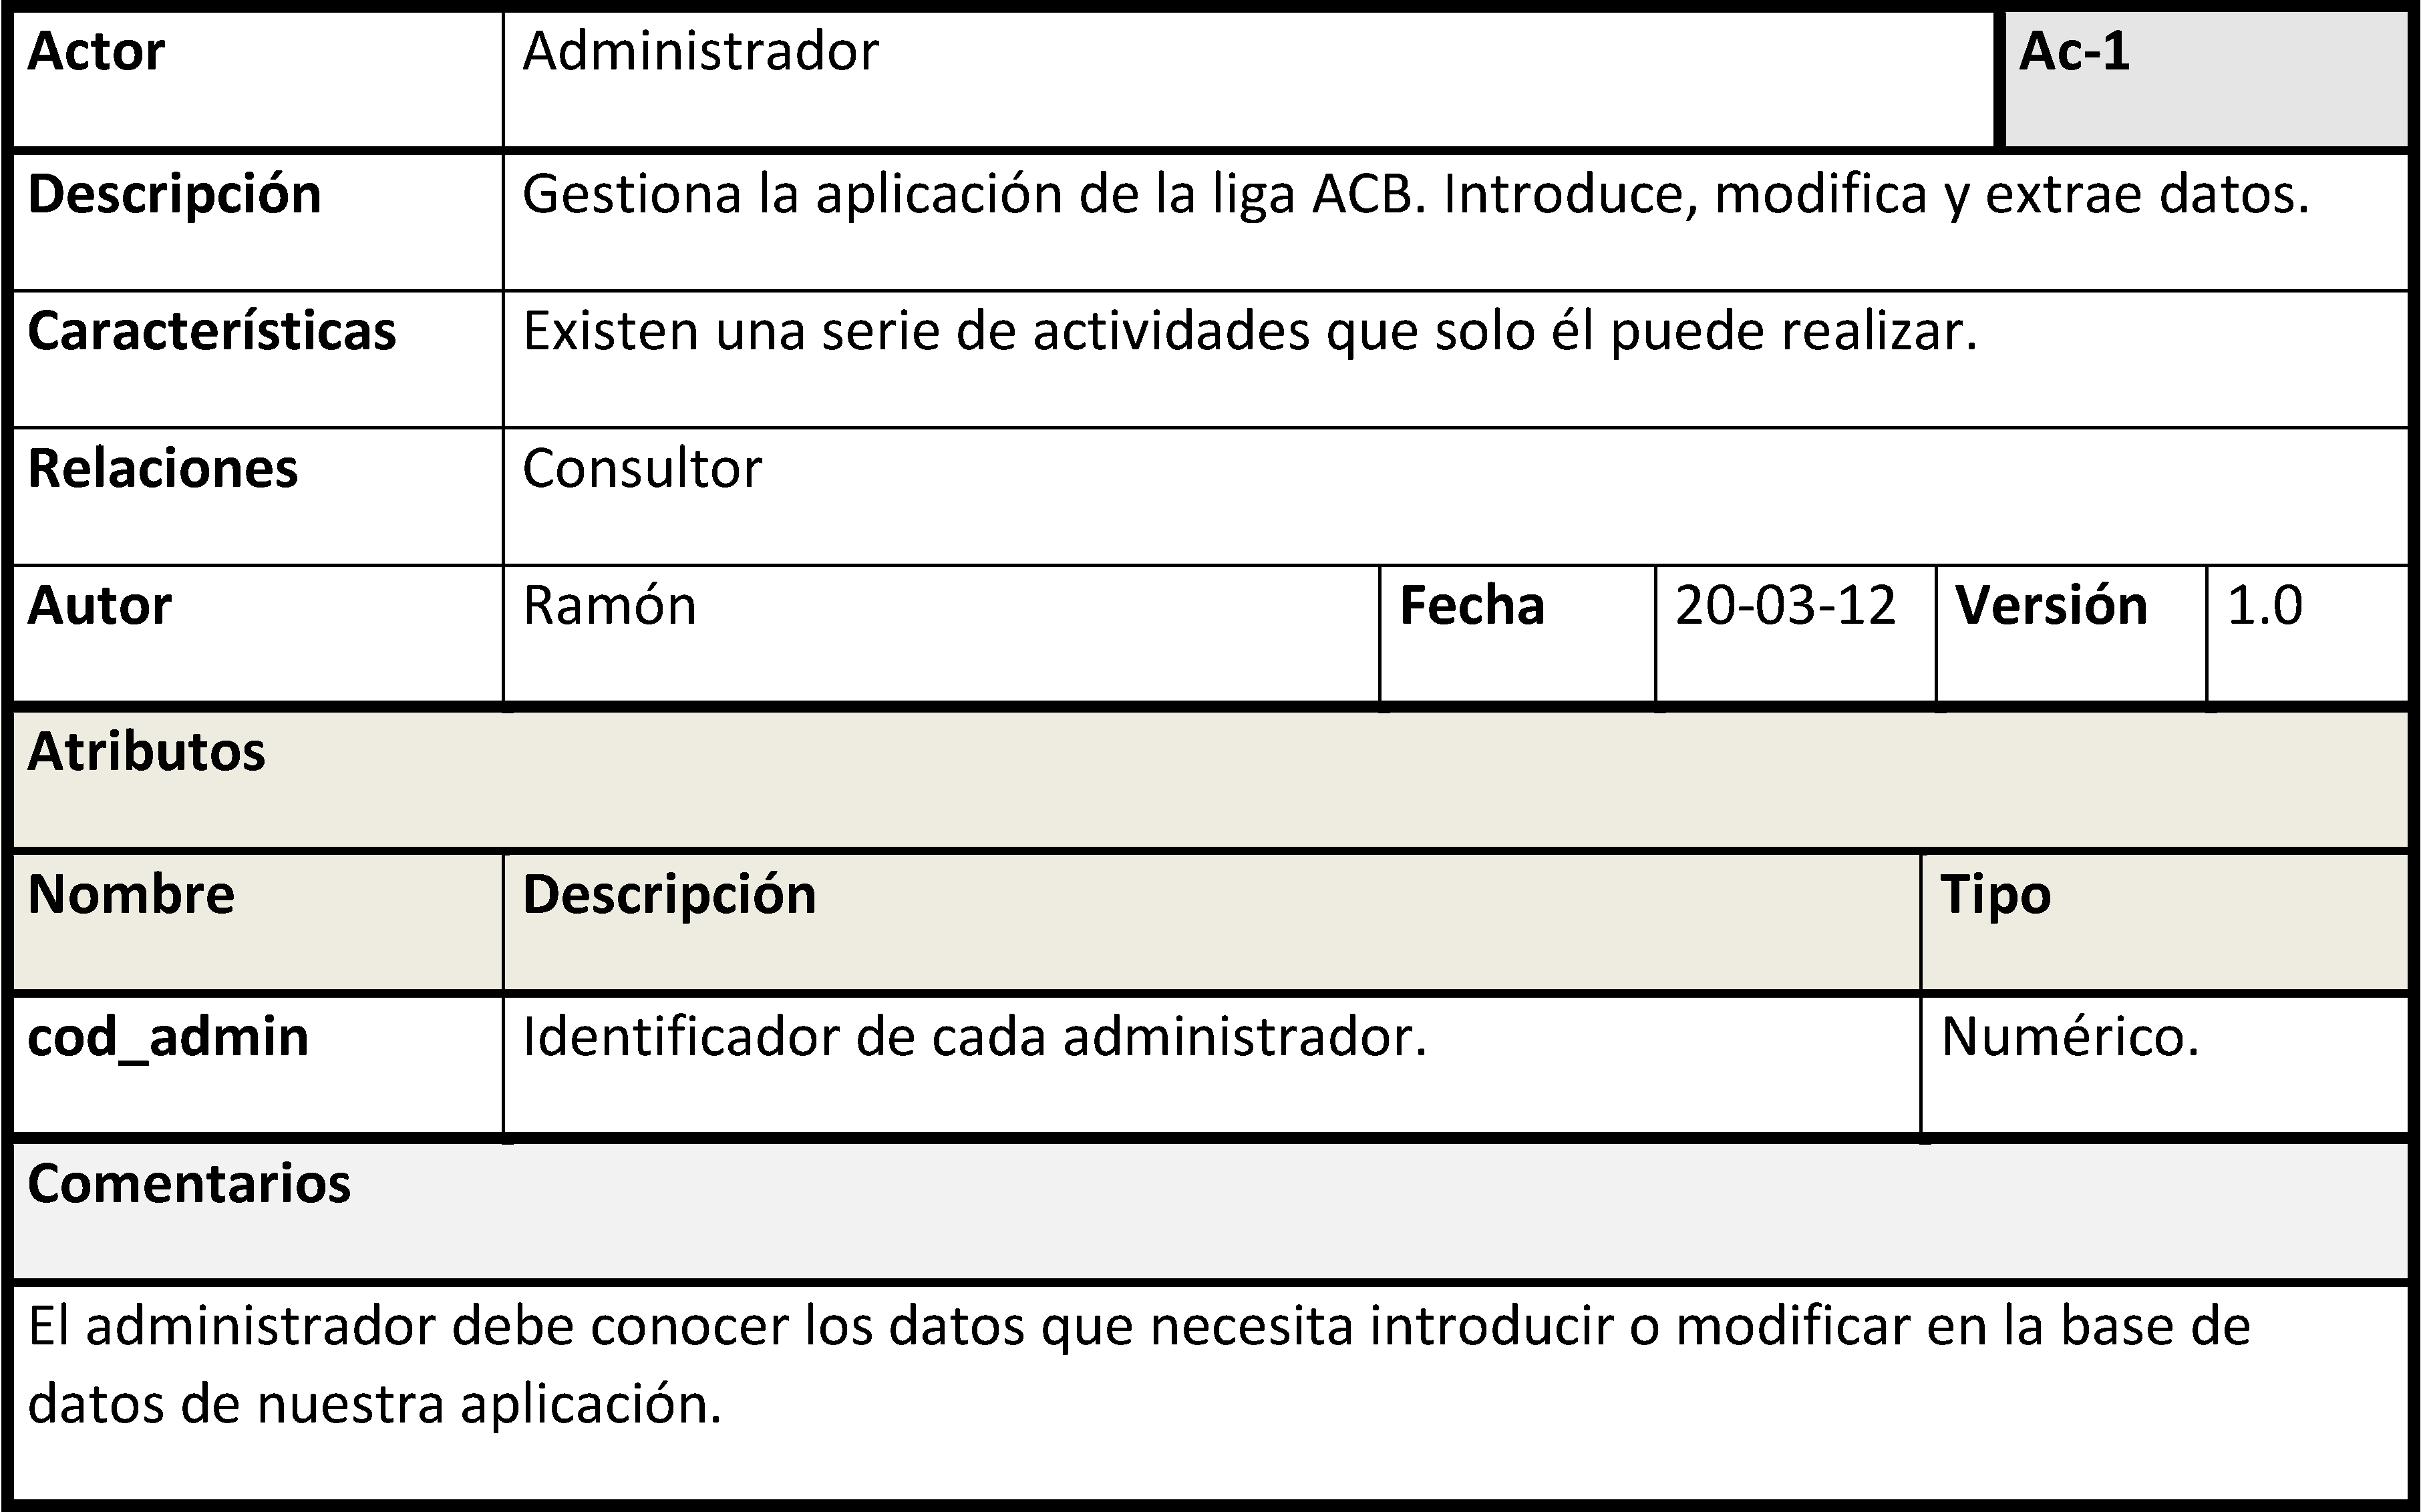 Actor Administrador Ac-1
Descripción Gestiona la aplicación de la liga ACB. Introduce, modifica y extrae datos.
Características Existen una serie de actividades que solo él puede realizar.
Relaciones Consultor
Autor Ramón Fecha 20-03-12 Versión 1.0
Atributos
Nombre Descripción Tipo
cod_admin Identificador de cada administrador. Numérico.
Comentarios
El administrador debe conocer los datos que necesita introducir o modificar en la base de
datos de nuestra aplicación.